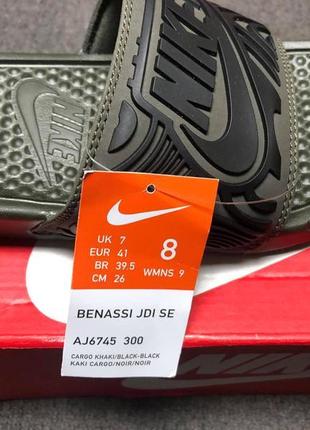 NIKE
NIKE
UK 7
EUR 41
BR 39.5
CM 26
8
WMNS 9
BENASSI JDI SE
AJ6745 300
CARGO KHAKI/BLACK-BLACK
KAKI CARGO/NOIR/NOIR